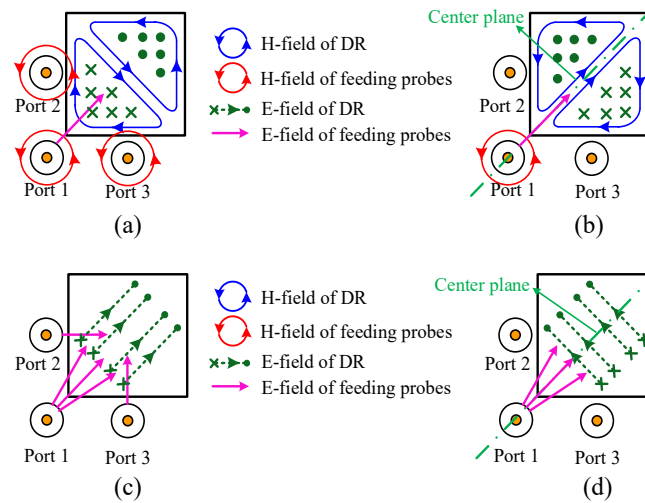 Center plane
H-field of DR
H-field of feeding probes
E-field of DR
E-field of feeding probes
Port 2
Port 2
Port 1
Port 3
Port 1
Port 3
(a)
(b)
Center plane
H-field of DR
H-field of feeding probes
E-field of DR
E-field of feeding probes
Port 2
Port 2
Port 1
Port 3
Port 1
Port 3
(c)
(d)